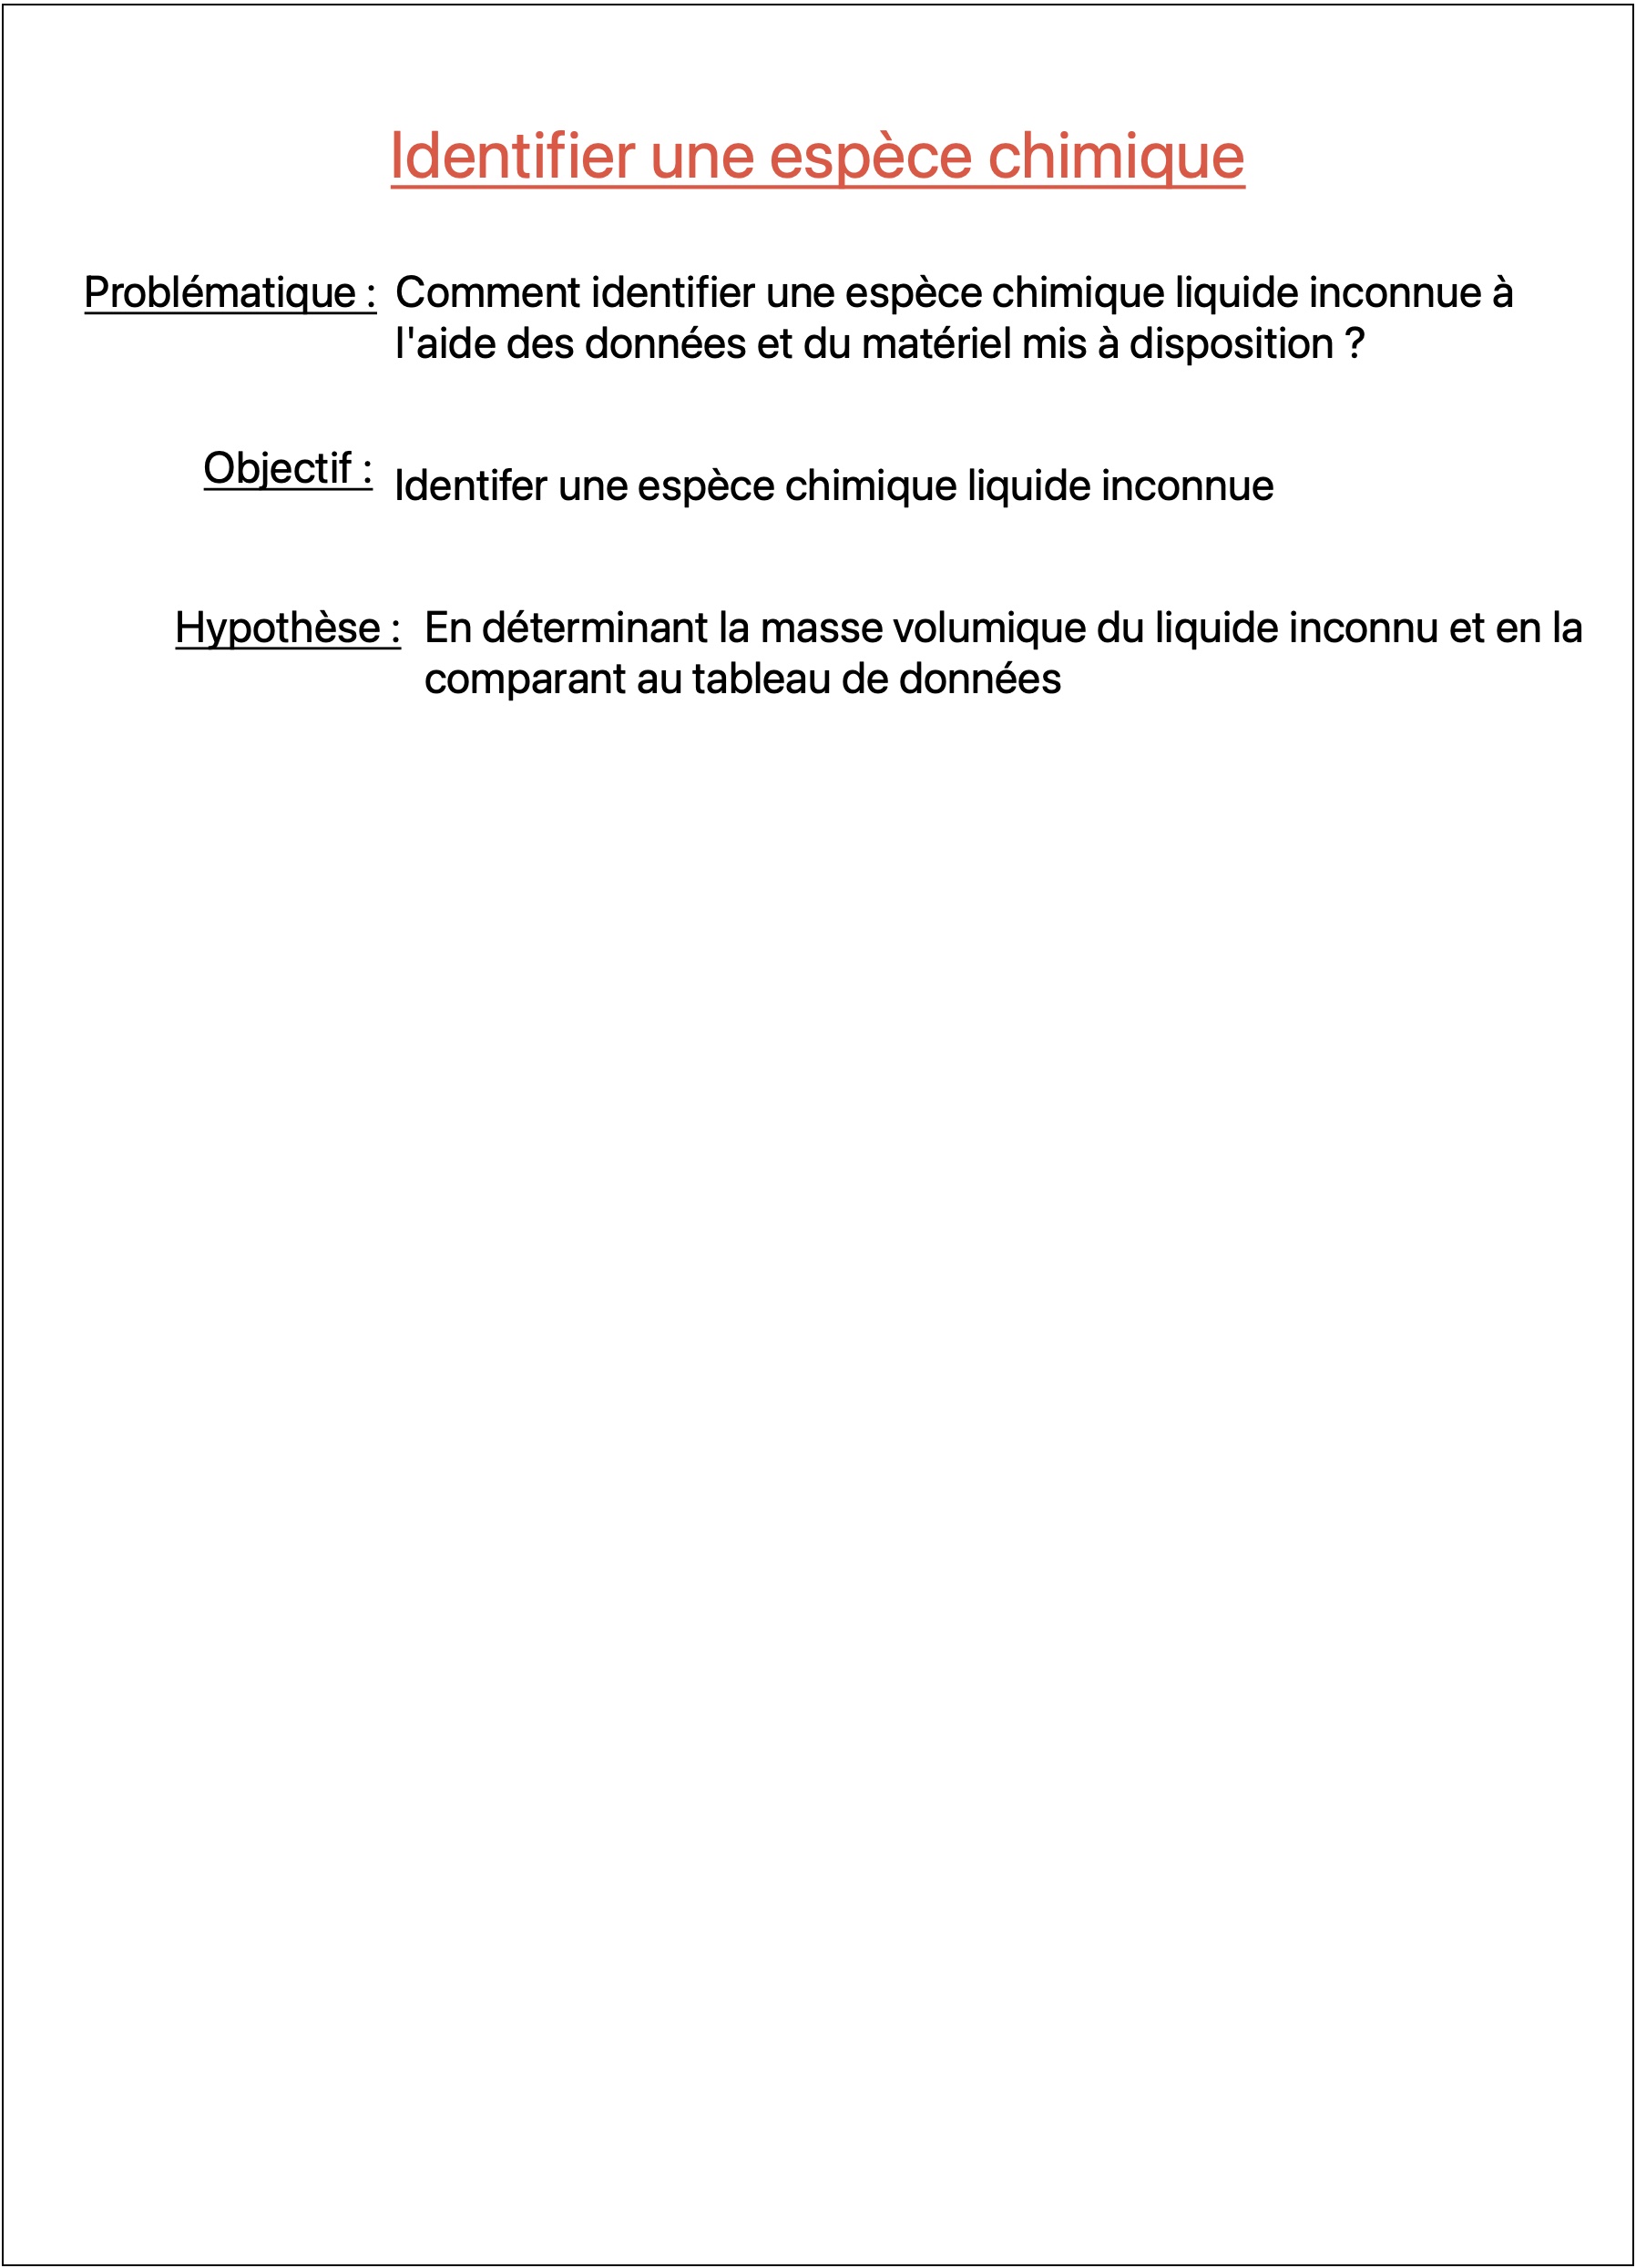 Identifier une espèce chimique
Problématique : Comment identifier une espèce chimique liquide inconnue à
l'aide des données et du matériel mis à disposition ?
Objectif : Identifer une espèce chimique liquide inconnue
Hypothèse : En déterminant la masse volumique du liquide inconnu et en la
comparant au tableau de données